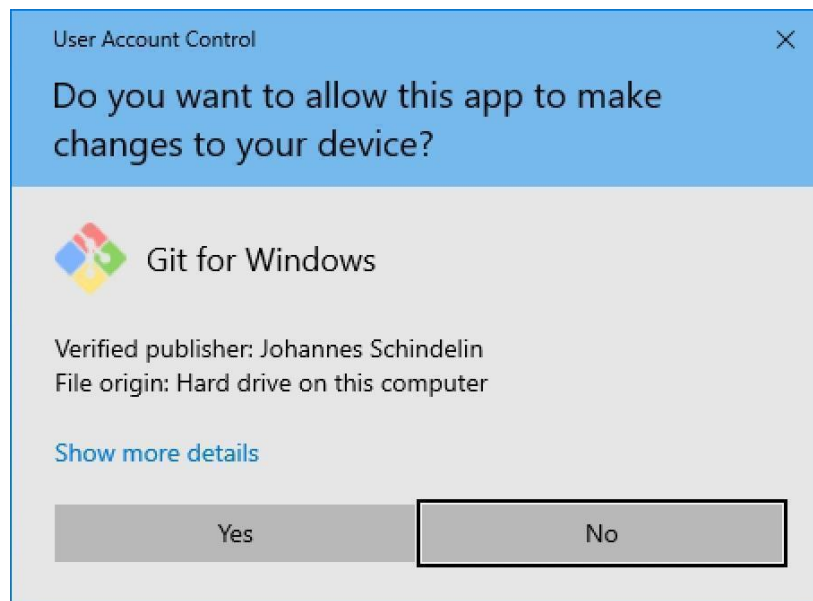 User Account Control
Do you want to allow this app to make
changes to your device?
Git for Windows
Verified publisher: Johannes Schindelin
File origin: Hard drive on this computer
Show more details
Yes
No